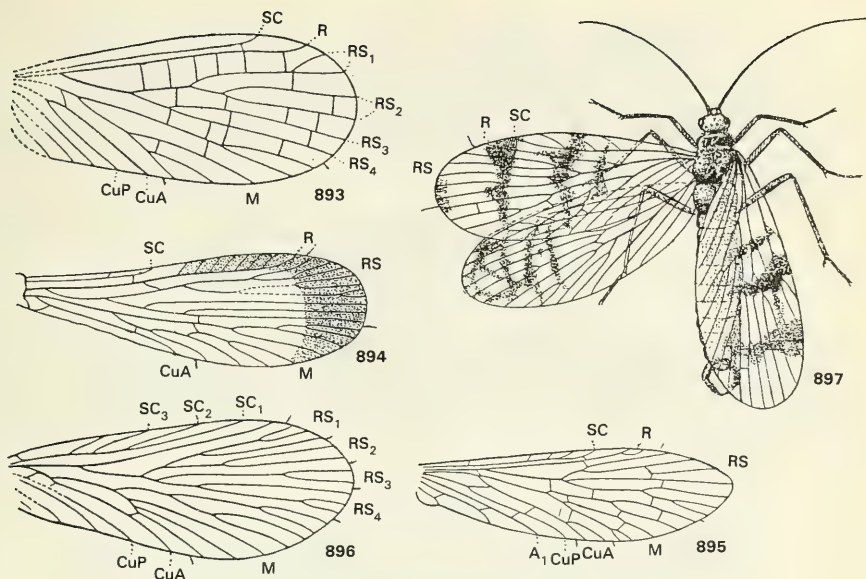 SC
R
RS₁
RS₂
RS₃
RS₄
CuP
CuA
M
893
SC
R
RS
CuA
M
894
SC₃ SC₂ SC₁
RS₁
RS₂
RS₃
RS₄
CuP
CuA
M
896
RS
R
SC
897
SC
R
RS
A₁ CuP CuA
M
895